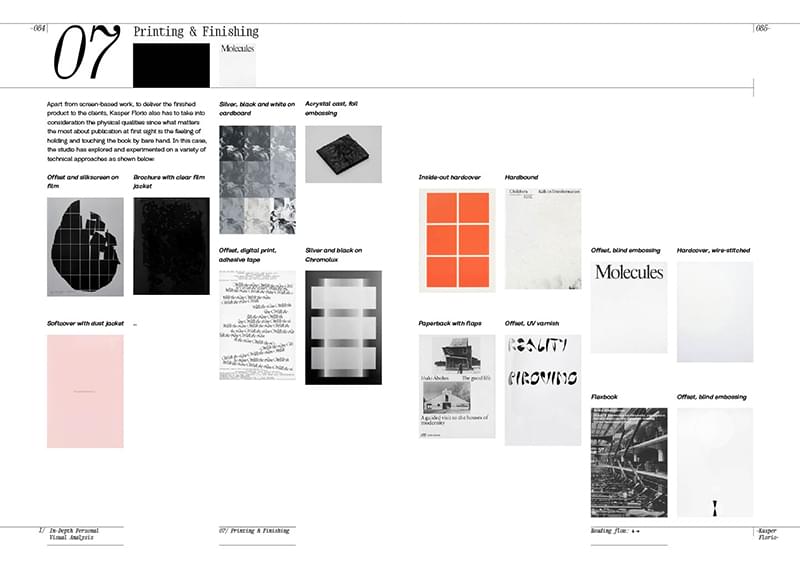 -084
07
Printing & Finishing
085-
Molecules
Apart from screen-based work, to deliver the finished
product to the clients, Kasper Florio also has to take into
consideration the physical qualities since what matters
the most about publication at first sight is the feeling of
holding and touching the book by bare hand. In this case,
the studio has explored and experimented on a variety of
technical approaches as shown below:
Offset and silkscreen on
film
Brochure with clear film
jacket
Silver, black and white on
cardboard
Acrystal cast, foil
embossing
Offset, digital print,
adhesive tape
Silver and black on
Chromolux
Softcover with dust jacket
Inside-out hardcover
Hardbound
Kids in Transformation
Offset, blind embossing
Molecules
Hardcover, wire-stitched
Paperback with flaps
The good life
A guided visit to the houses of
modernity
Offset, UV varnish
REALITY
Flexbook
Offset, blind embossing
I/ In-Depth Personal
Visual Analysis
07/ Printing & Finishing
Reading flow: ↓ →
-Kasper
Florio-